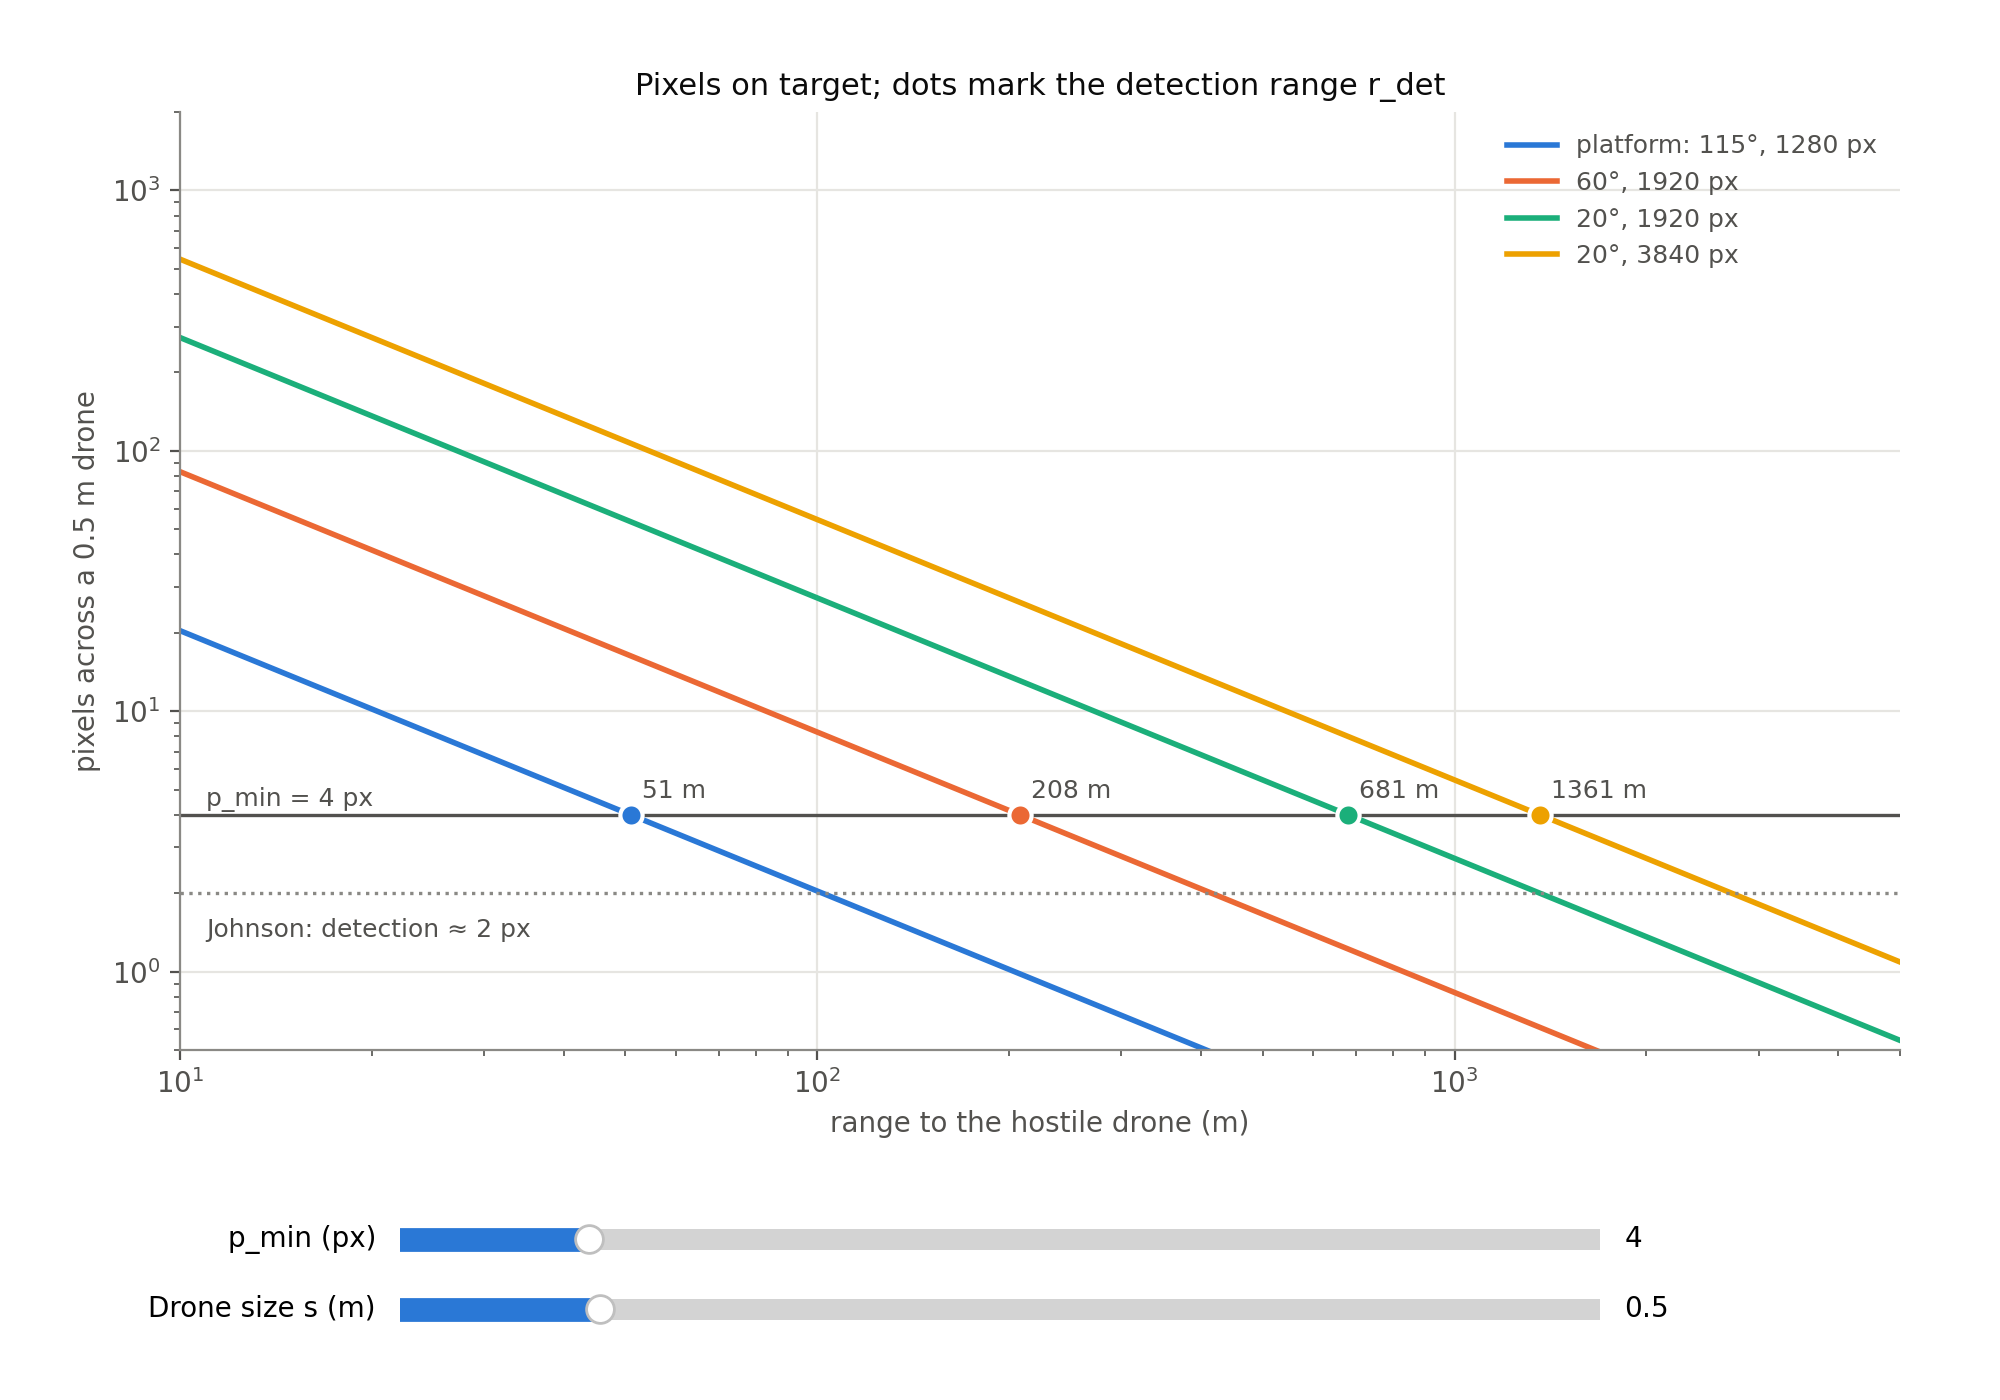 Pixels on target; dots mark the detection range r_det
platform: 115°, 1280 px
60°, 1920 px
20°, 1920 px
20°, 3840 px
pixels across a 0.5 m drone
10³
10²
10¹
10⁰
p_min = 4 px
51 m
208 m
681 m
1361 m
Johnson: detection ≈ 2 px
10¹
10²
10³
range to the hostile drone (m)
p_min (px)
4
Drone size s (m)
0.5